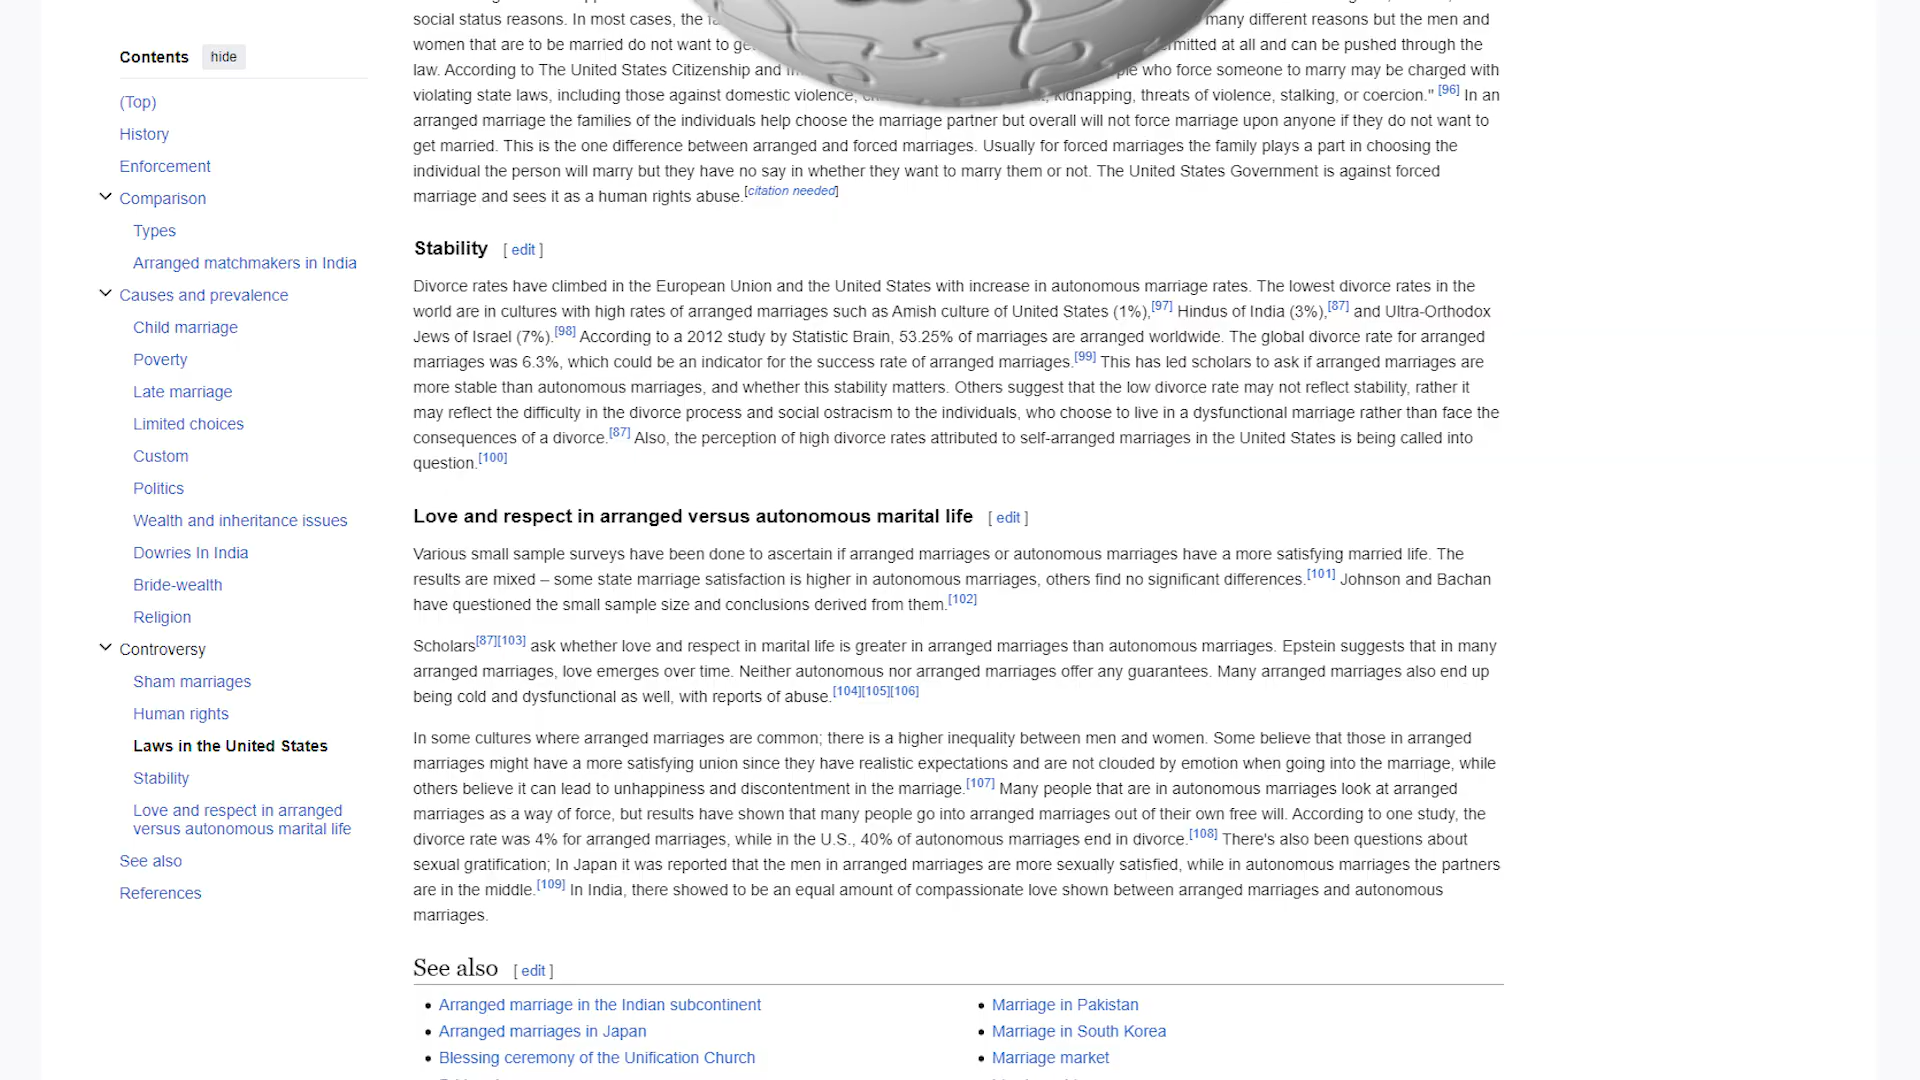 Contents hide
(Top)
History
Enforcement
Comparison
Types
Arranged matchmakers in India
Causes and prevalence
Child marriage
Poverty
Late marriage
Limited choices
Custom
Politics
Wealth and inheritance issues
Dowries In India
Bride-wealth
Religion
Controversy
Sham marriages
Human rights
Laws in the United States
Stability
Love and respect in arranged
versus autonomous marital life
See also
References
social status reasons. In most cases, the many different reasons but the men and
women that are to be married do not want to permitted at all and can be pushed through the
law. According to The United States Citizenship and who force someone to marry may be charged with
violating state laws, including those against domestic violence, kidnapping, threats of violence, stalking, or coercion." [96] In an
arranged marriage the families of the individuals help choose the marriage partner but overall will not force marriage upon anyone if they do not want to
get married. This is the one difference between arranged and forced marriages. Usually for forced marriages the family plays a part in choosing the
individual the person will marry but they have no say in whether they want to marry them or not. The United States Government is against forced
marriage and sees it as a human rights abuse.[citation needed]
Stability [ edit ]
Divorce rates have climbed in the European Union and the United States with increase in autonomous marriage rates. The lowest divorce rates in the
world are in cultures with high rates of arranged marriages such as Amish culture of United States (1%),[97] Hindus of India (3%),[87] and Ultra-Orthodox
Jews of Israel (7%).[98] According to a 2012 study by Statistic Brain, 53.25% of marriages are arranged worldwide. The global divorce rate for arranged
marriages was 6.3%, which could be an indicator for the success rate of arranged marriages.[99] This has led scholars to ask if arranged marriages are
more stable than autonomous marriages, and whether this stability matters. Others suggest that the low divorce rate may not reflect stability, rather it
may reflect the difficulty in the divorce process and social ostracism to the individuals, who choose to live in a dysfunctional marriage rather than face the
consequences of a divorce.[87] Also, the perception of high divorce rates attributed to self-arranged marriages in the United States is being called into
question.[100]
Love and respect in arranged versus autonomous marital life [ edit ]
Various small sample surveys have been done to ascertain if arranged marriages or autonomous marriages have a more satisfying married life. The
results are mixed – some state marriage satisfaction is higher in autonomous marriages, others find no significant differences.[101] Johnson and Bachan
have questioned the small sample size and conclusions derived from them.[102]
Scholars[87][103] ask whether love and respect in marital life is greater in arranged marriages than autonomous marriages. Epstein suggests that in many
arranged marriages, love emerges over time. Neither autonomous nor arranged marriages offer any guarantees. Many arranged marriages also end up
being cold and dysfunctional as well, with reports of abuse.[104][105][106]
In some cultures where arranged marriages are common; there is a higher inequality between men and women. Some believe that those in arranged
marriages might have a more satisfying union since they have realistic expectations and are not clouded by emotion when going into the marriage, while
others believe it can lead to unhappiness and discontentment in the marriage.[107] Many people that are in autonomous marriages look at arranged
marriages as a way of force, but results have shown that many people go into arranged marriages out of their own free will. According to one study, the
divorce rate was 4% for arranged marriages, while in the U.S., 40% of autonomous marriages end in divorce.[108] There's also been questions about
sexual gratification; In Japan it was reported that the men in arranged marriages are more sexually satisfied, while in autonomous marriages the partners
are in the middle.[109] In India, there showed to be an equal amount of compassionate love shown between arranged marriages and autonomous
marriages.
See also [ edit ]
Arranged marriage in the Indian subcontinent
Arranged marriages in Japan
Blessing ceremony of the Unification Church
Marriage in Pakistan
Marriage in South Korea
Marriage market